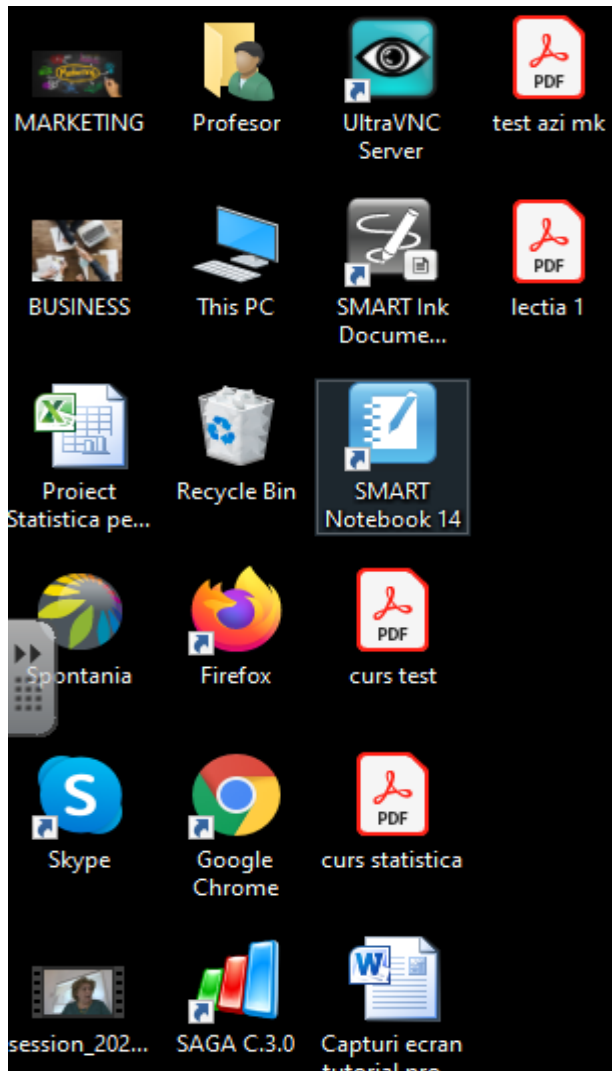 MARKETING
Profesor
UltraVNC
Server
test azi mk
PDF
BUSINESS
This PC
SMART Ink
Docume...
lectia 1
PDF
Proiect
Statistica pe...
Recycle Bin
SMART
Notebook 14
Spontania
Firefox
curs test
PDF
Skype
Google
Chrome
curs statistica
PDF
session_202...
SAGA C.3.0
Capturi ecran
tutorial pro...